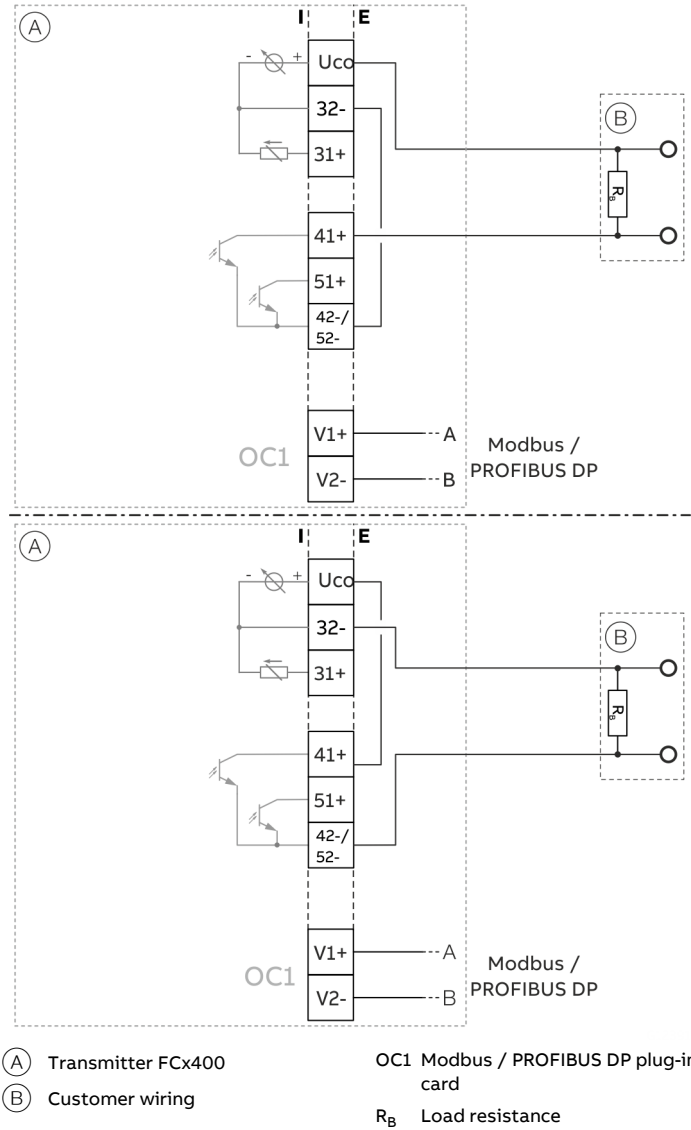 A
I E
- + Uco
32-
31+
B
R_B
41+
51+
42-/
52-
OC1
V1+ A
V2- B
Modbus /
PROFIBUS DP
A
I E
- + Uco
32-
31+
B
R_B
41+
51+
42-/
52-
OC1
V1+ A
V2- B
Modbus /
PROFIBUS DP
A Transmitter FCx400
B Customer wiring
OC1 Modbus / PROFIBUS DP plug-in
card
R_B Load resistance